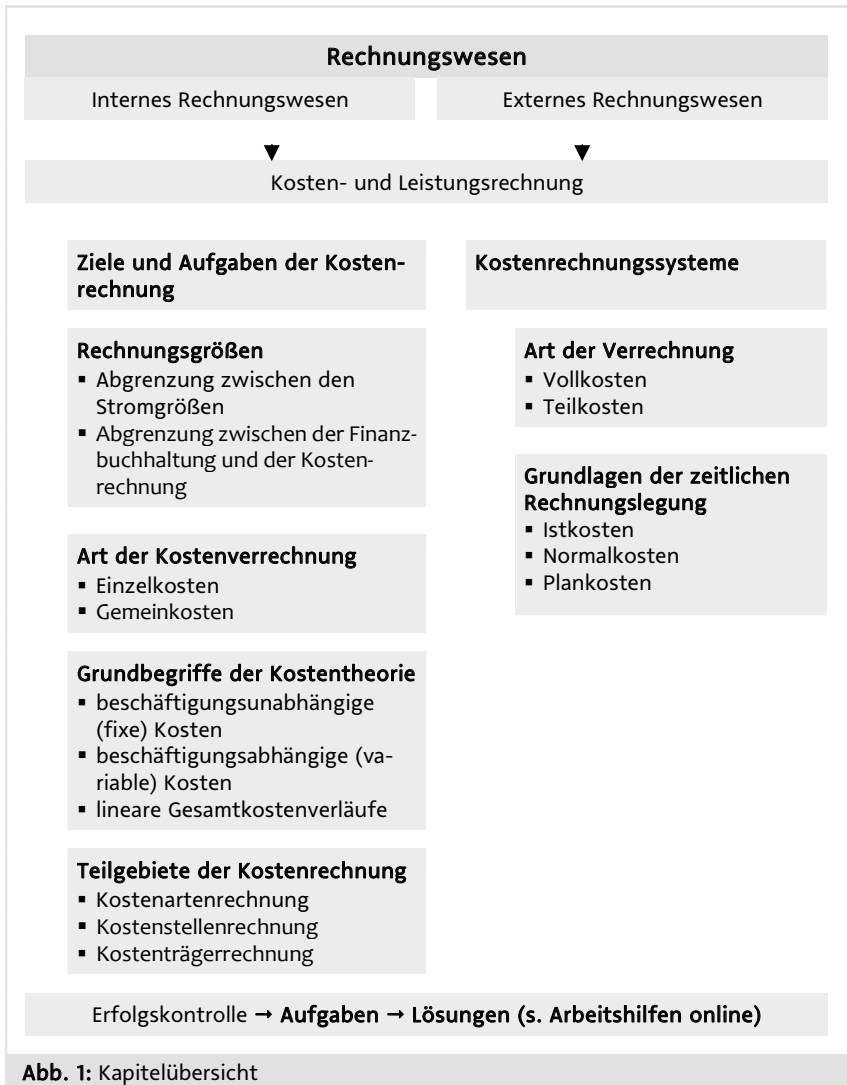 Rechnungswesen
Internes Rechnungswesen
Externes Rechnungswesen
Kosten- und Leistungsrechnung
Ziele und Aufgaben der Kosten-
rechnung
Rechnungsgrößen
▪ Abgrenzung zwischen den
Stromgrößen
▪ Abgrenzung zwischen der Finanz-
buchhaltung und der Kosten-
rechnung
Art der Kostenverrechnung
▪ Einzelkosten
▪ Gemeinkosten
Grundbegriffe der Kostentheorie
▪ beschäftigungsunabhängige
(fixe) Kosten
▪ beschäftigungsabhängige (va-
riable) Kosten
▪ lineare Gesamtkostenverläufe
Teilgebiete der Kostenrechnung
▪ Kostenartenrechnung
▪ Kostenstellenrechnung
▪ Kostenträgerrechnung
Kostenrechnungssysteme
Art der Verrechnung
▪ Vollkosten
▪ Teilkosten
Grundlagen der zeitlichen
Rechnungslegung
▪ Istkosten
▪ Normalkosten
▪ Plankosten
Erfolgskontrolle → Aufgaben → Lösungen (s. Arbeitshilfen online)
Abb. 1: Kapitelübersicht